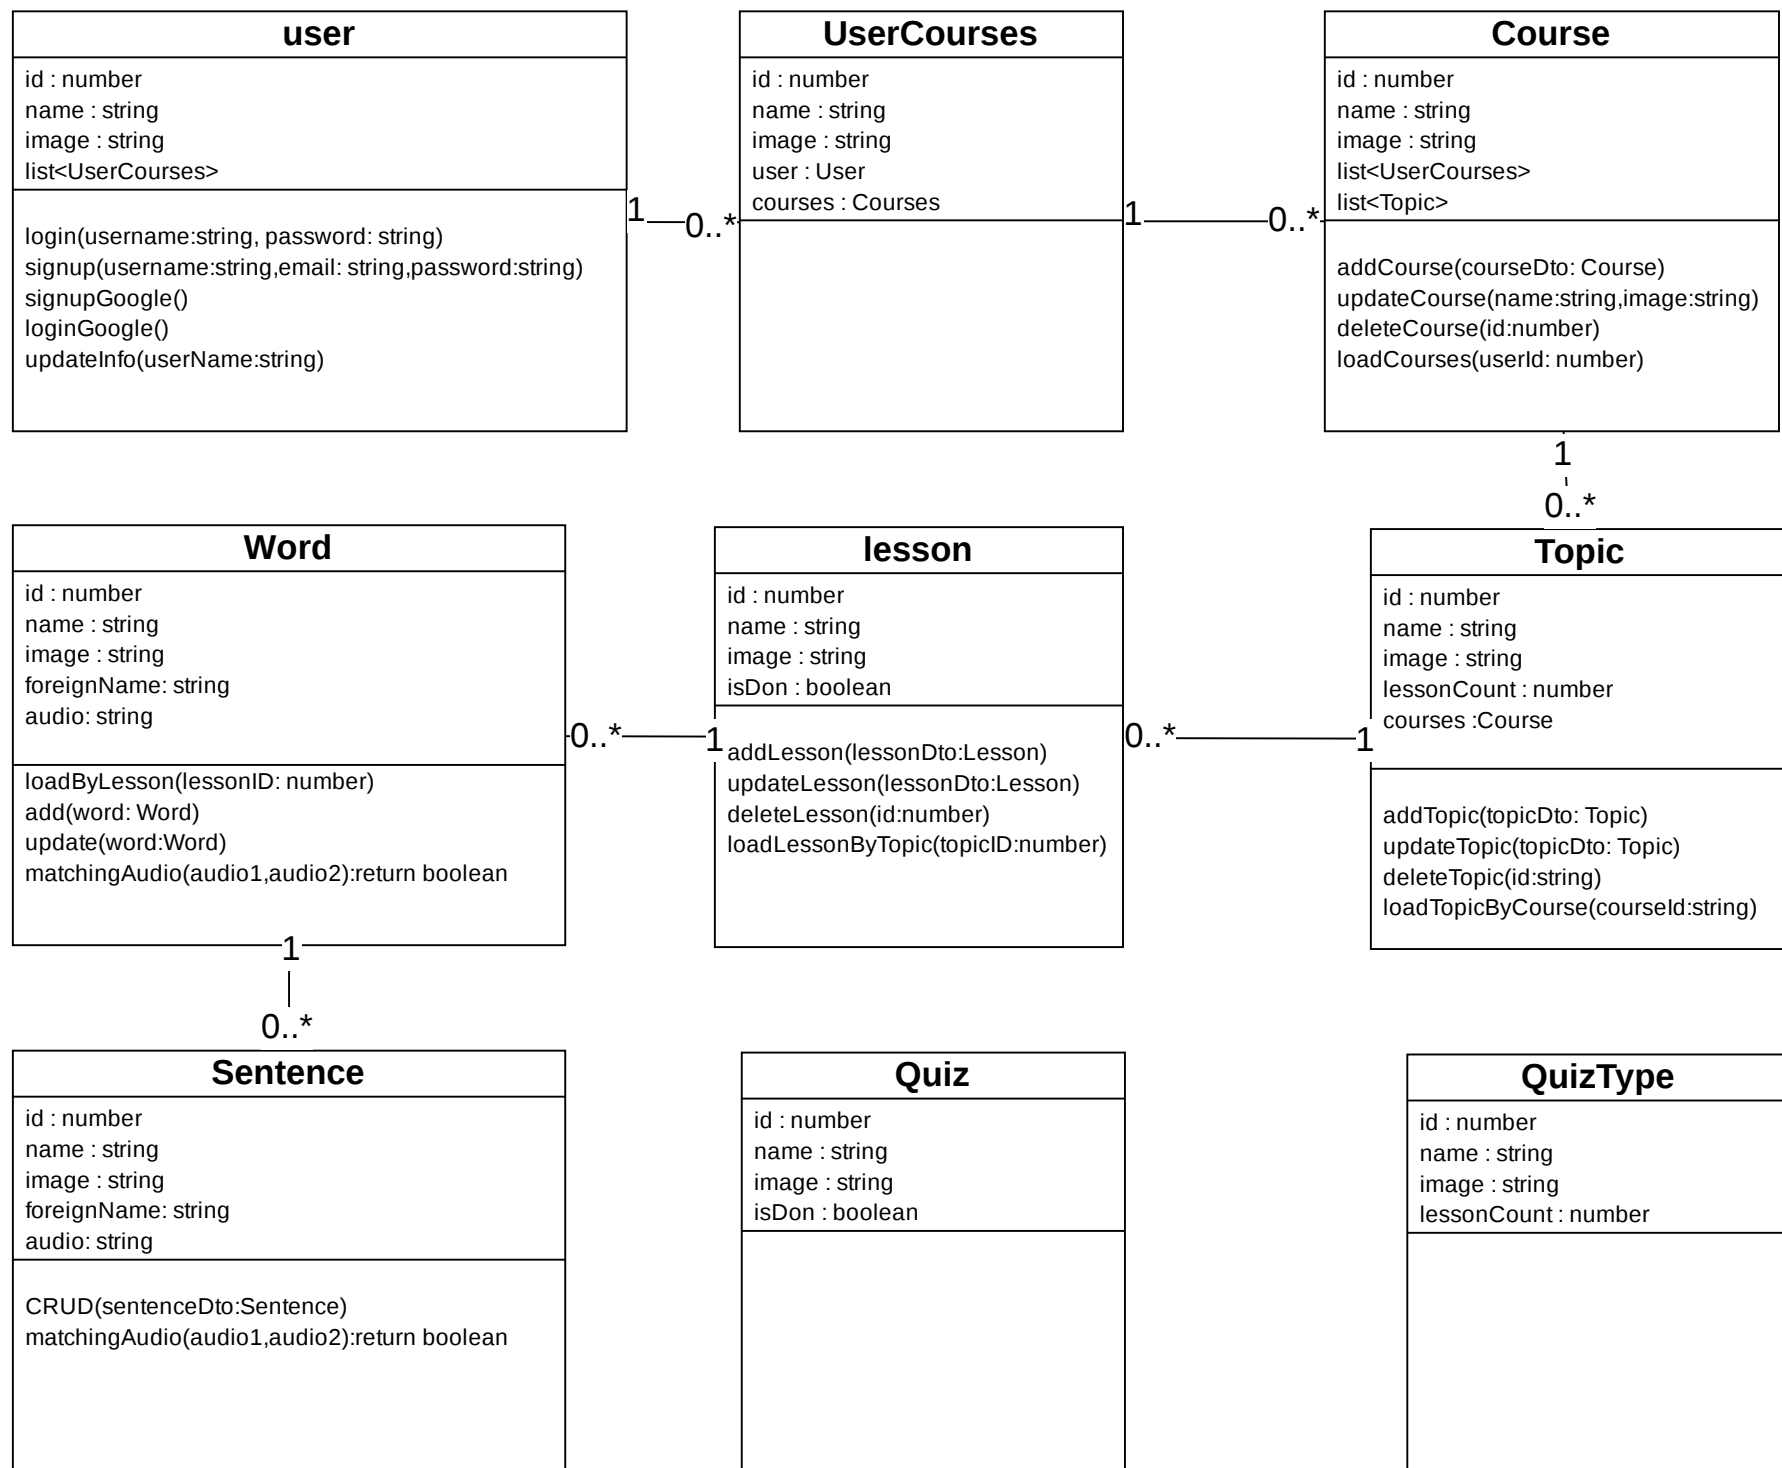 user
id : number
name : string
image : string
list<UserCourses>
login(username:string, password: string)
signup(username:string,email: string,password:string)
signupGoogle()
loginGoogle()
updateInfo(userName:string)
1
0..*
UserCourses
id : number
name : string
image : string
user : User
courses : Courses
1
0..*
Course
id : number
name : string
image : string
list<UserCourses>
list<Topic>
addCourse(courseDto: Course)
updateCourse(name:string,image:string)
deleteCourse(id:number)
loadCourses(userId: number)
1
0..*
Word
id : number
name : string
image : string
foreignName: string
audio: string
loadByLesson(lessonID: number)
add(word: Word)
update(word:Word)
matchingAudio(audio1,audio2):return boolean
0..*
1
lesson
id : number
name : string
image : string
isDon : boolean
addLesson(lessonDto:Lesson)
updateLesson(lessonDto:Lesson)
deleteLesson(id:number)
loadLessonByTopic(topicID:number)
0..*
1
Topic
id : number
name : string
image : string
lessonCount : number
courses :Course
addTopic(topicDto: Topic)
updateTopic(topicDto: Topic)
deleteTopic(id:string)
loadTopicByCourse(courseId:string)
1
0..*
Sentence
id : number
name : string
image : string
foreignName: string
audio: string
CRUD(sentenceDto:Sentence)
matchingAudio(audio1,audio2):return boolean
Quiz
id : number
name : string
image : string
isDon : boolean
QuizType
id : number
name : string
image : string
lessonCount : number